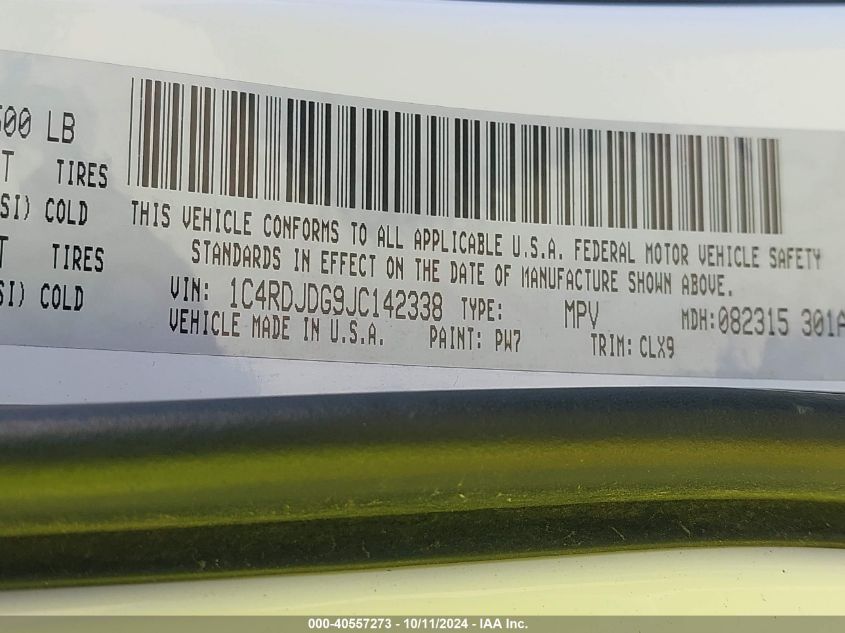 500 LB
T TIRES
SI) COLD
T TIRES
SI) COLD
THIS VEHICLE CONFORMS TO ALL APPLICABLE U.S.A. FEDERAL MOTOR VEHICLE SAFETY
STANDARDS IN EFFECT ON THE DATE OF MANUFACTURE SHOWN ABOVE.
VIN: 1C4RDJDG9JC142338 TYPE: MPV MDH:082315 301A
VEHICLE MADE IN U.S.A. PAINT: PW7 TRIM: CLX9
000-40557273 - 10/11/2024 - IAA Inc.